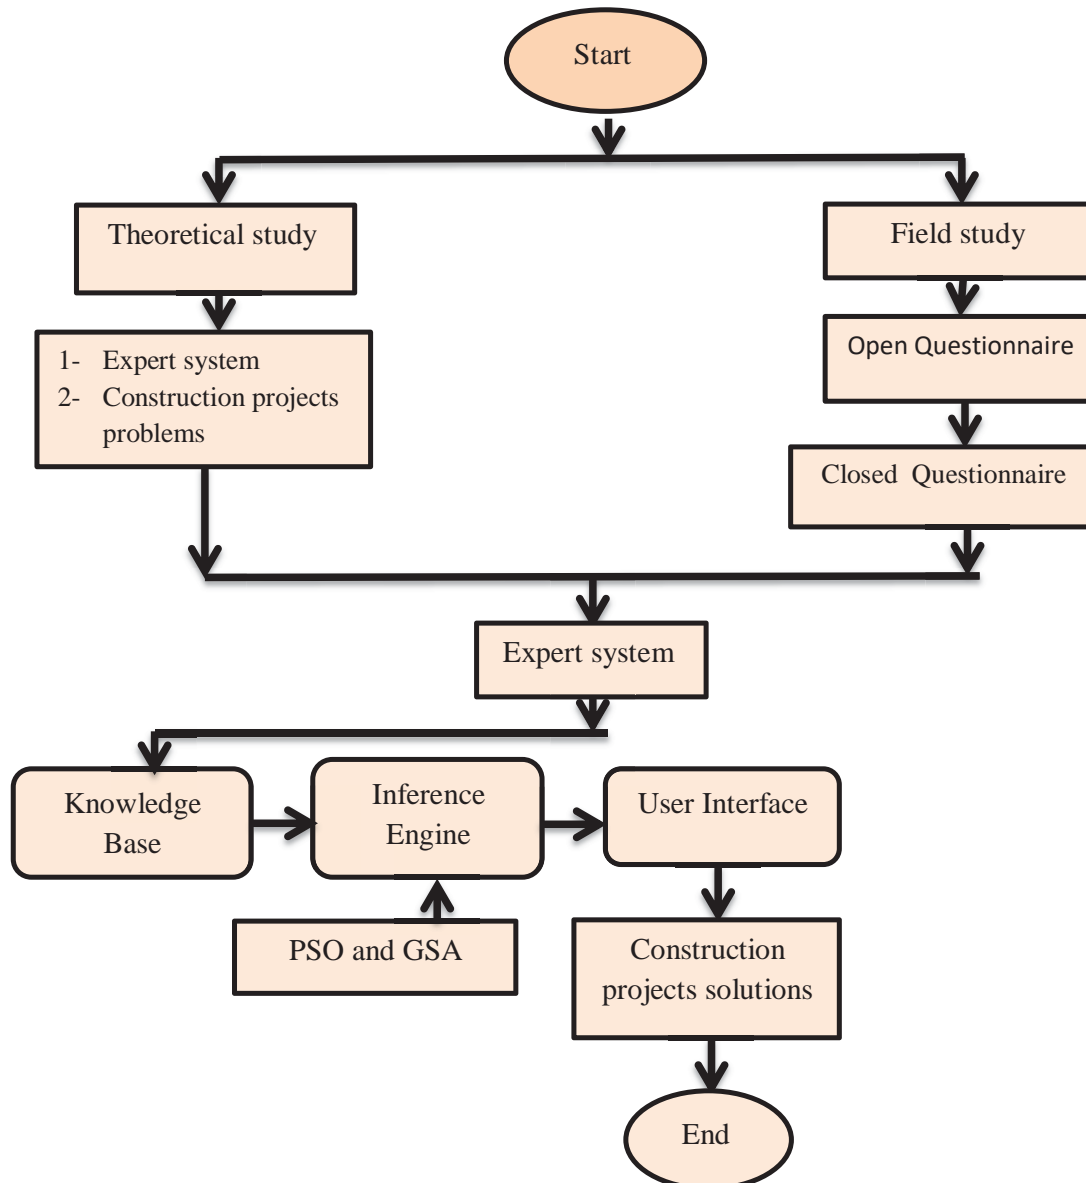 Start
Theoretical study
Field study
1- Expert system
2- Construction projects
problems
Open Questionnaire
Closed Questionnaire
Expert system
Knowledge
Base
Inference
Engine
User Interface
PSO and GSA
Construction
projects solutions
End